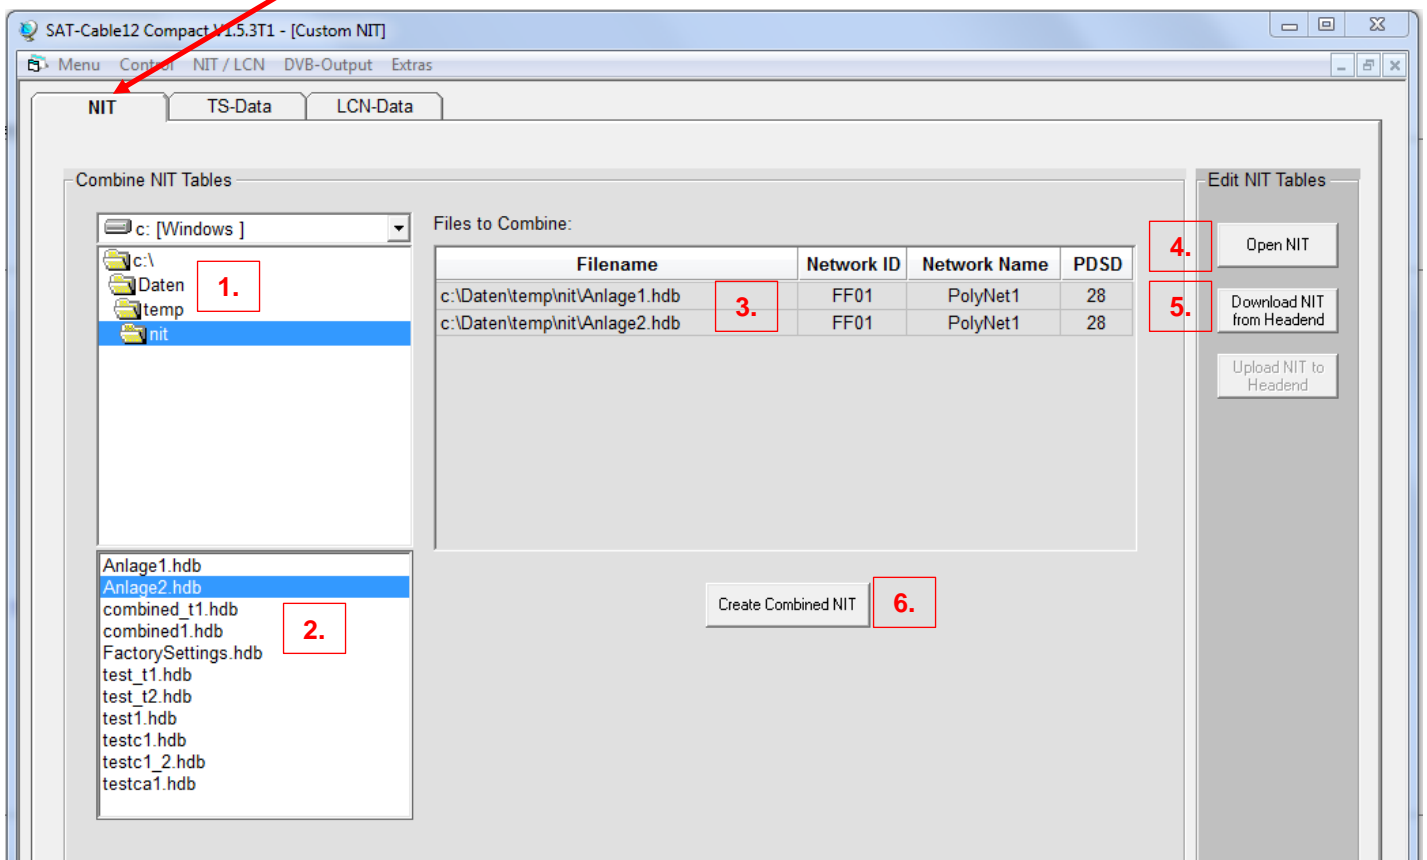 SAT-Cable12 Compact V1.5.3T1 - [Custom NIT]
Menu Control NIT / LCN DVB-Output Extras
NIT TS-Data LCN-Data
Combine NIT Tables
Edit NIT Tables
c: [Windows ]
Files to Combine:
4. Open NIT
c:\
Daten
temp
nit
1.
Filename Network ID Network Name PDSD
c:\Daten\temp\nit\Anlage1.hdb FF01 PolyNet1 28
c:\Daten\temp\nit\Anlage2.hdb FF01 PolyNet1 28
3.
5. Download NIT
from Headend
Upload NIT to
Headend
Anlage1.hdb
Anlage2.hdb
combined_t1.hdb
combined1.hdb
FactorySettings.hdb
test_t1.hdb
test_t2.hdb
test1.hdb
testc1.hdb
testc1_2.hdb
testca1.hdb
2.
Create Combined NIT 6.